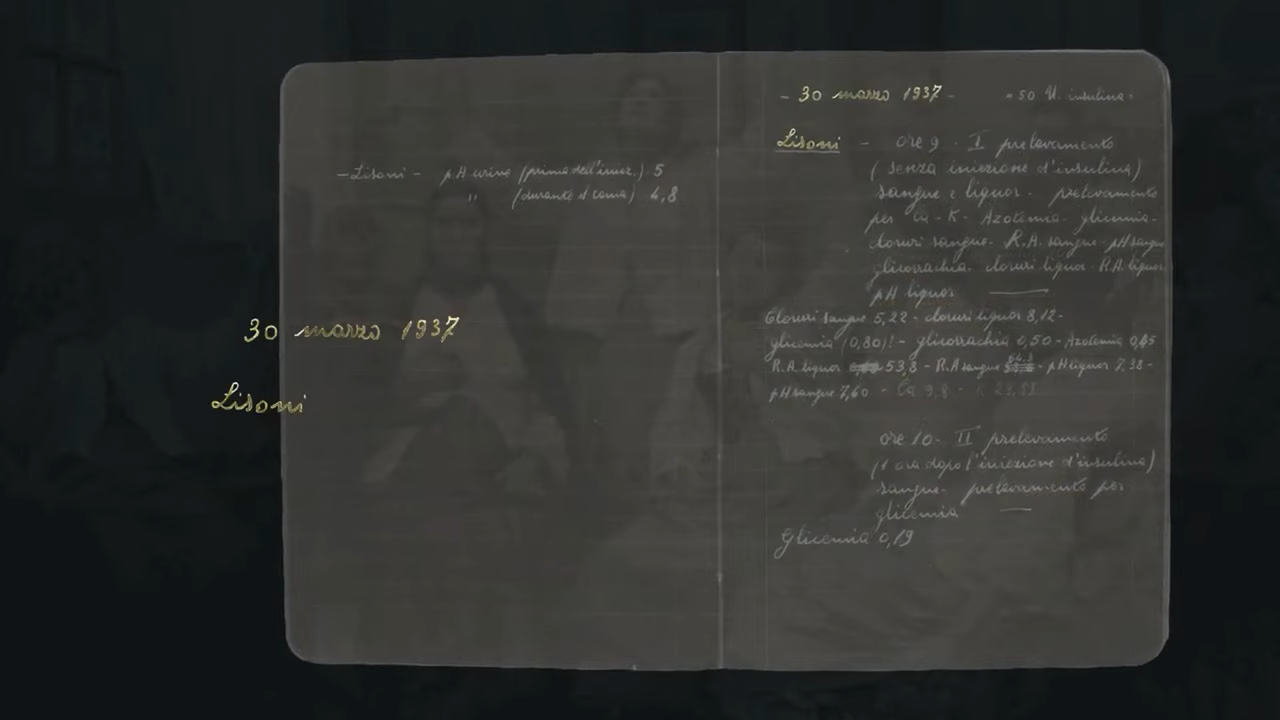 30 marzo 1937
Lisoni
- Lisoni - pH urine (prima dell'iniez.) 5
" (durante il coma) 4,8
- 30 marzo 1937 - = 50 U. insulina -
Lisoni - ore 9 - I prelevamento
(senza iniezione d'insulina)
sangue e liquor - prelevamento
per Ca - K - Azotemia - glicemia -
cloruri sangue - R.A. sangue - pH sangue
glicorrachia - cloruri liquor - R.A. liquor
pH liquor
Cloruri sangue 5,22 - cloruri liquor 8,12 -
glicemia (0,80)! - glicorrachia 0,50 - Azotemia 0,45
R.A. liquor 53,8 - R.A. sangue - pH liquor 7,38 -
pH sangue 7,60 - Ca 9,8 - K
ore 10 - II prelevamento
(1 ora dopo l'iniezione d'insulina)
sangue - prelevamento per
glicemia
Glicemia 0,19